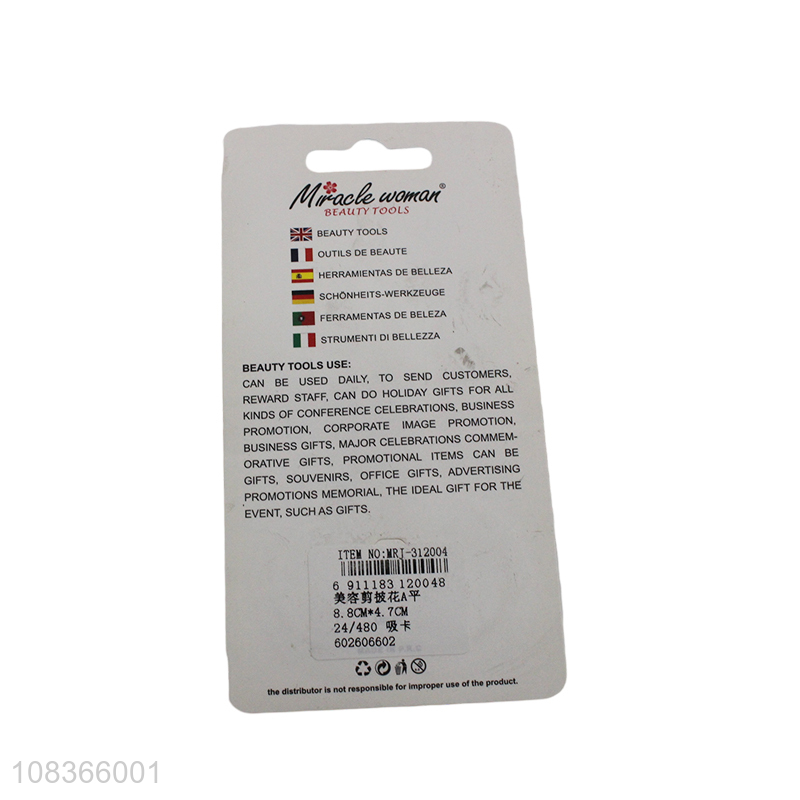 Miracle woman®
BEAUTY TOOLS
BEAUTY TOOLS
OUTILS DE BEAUTE
HERRAMIENTAS DE BELLEZA
SCHÖNHEITS-WERKZEUGE
FERRAMENTAS DE BELEZA
STRUMENTI DI BELLEZZA
BEAUTY TOOLS USE:
CAN BE USED DAILY, TO SEND CUSTOMERS,
REWARD STAFF, CAN DO HOLIDAY GIFTS FOR ALL
KINDS OF CONFERENCE CELEBRATIONS, BUSINESS
PROMOTION, CORPORATE IMAGE PROMOTION,
BUSINESS GIFTS, MAJOR CELEBRATIONS COMMEM-
ORATIVE GIFTS, PROMOTIONAL ITEMS CAN BE
GIFTS, SOUVENIRS, OFFICE GIFTS, ADVERTISING
PROMOTIONS MEMORIAL, THE IDEAL GIFT FOR THE
EVENT, SUCH AS GIFTS.
ITEM NO:MRJ-312004
6 911183 120048
美容剪披花A平
8.8CM*4.7CM
24/480 吸卡
602606602
the distributor is not responsible for improper use of the product.
108366001